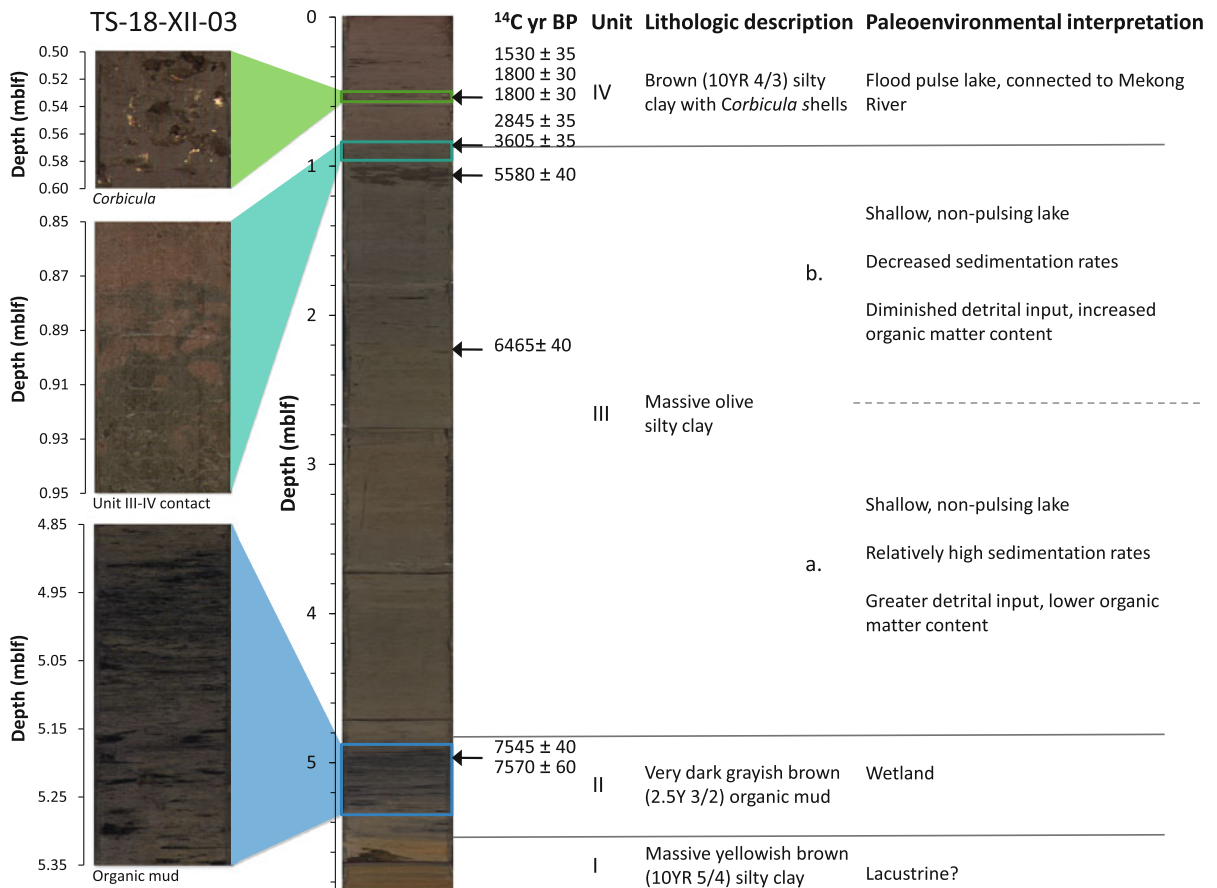 TS-18-XII-03
Depth (mblf)
0.50
0.52
0.54
0.56
0.58
0.60
Corbicula
Depth (mblf)
0.85
0.87
0.89
0.91
0.93
0.95
Unit III-IV contact
Depth (mblf)
4.85
4.95
5.05
5.15
5.25
5.35
Organic mud
Depth (mblf)
0
1
2
3
4
5
14C yr BP
1530 ± 35
1800 ± 30
1800 ± 30
2845 ± 35
3605 ± 35
5580 ± 40
6465± 40
7545 ± 40
7570 ± 60
Unit
IV
III
II
I
Lithologic description
Brown (10YR 4/3) silty
clay with Corbicula shells
Massive olive
silty clay
Very dark grayish brown
(2.5Y 3/2) organic mud
Massive yellowish brown
(10YR 5/4) silty clay
Paleoenvironmental interpretation
Flood pulse lake, connected to Mekong
River
b.
Shallow, non-pulsing lake
Decreased sedimentation rates
Diminished detrital input, increased
organic matter content
a.
Shallow, non-pulsing lake
Relatively high sedimentation rates
Greater detrital input, lower organic
matter content
Wetland
Lacustrine?